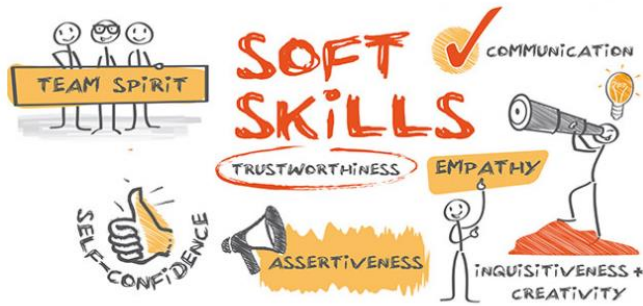 TEAM SPiRiT
SOFT
SKiLLS
COMMUNiCATiON
TRUSTWORTHiNESS
EMPATHY
SELF-CONFiDENCE
ASSERTiVENESS
iNQUiSiTiVENESS +
CREATiViTY